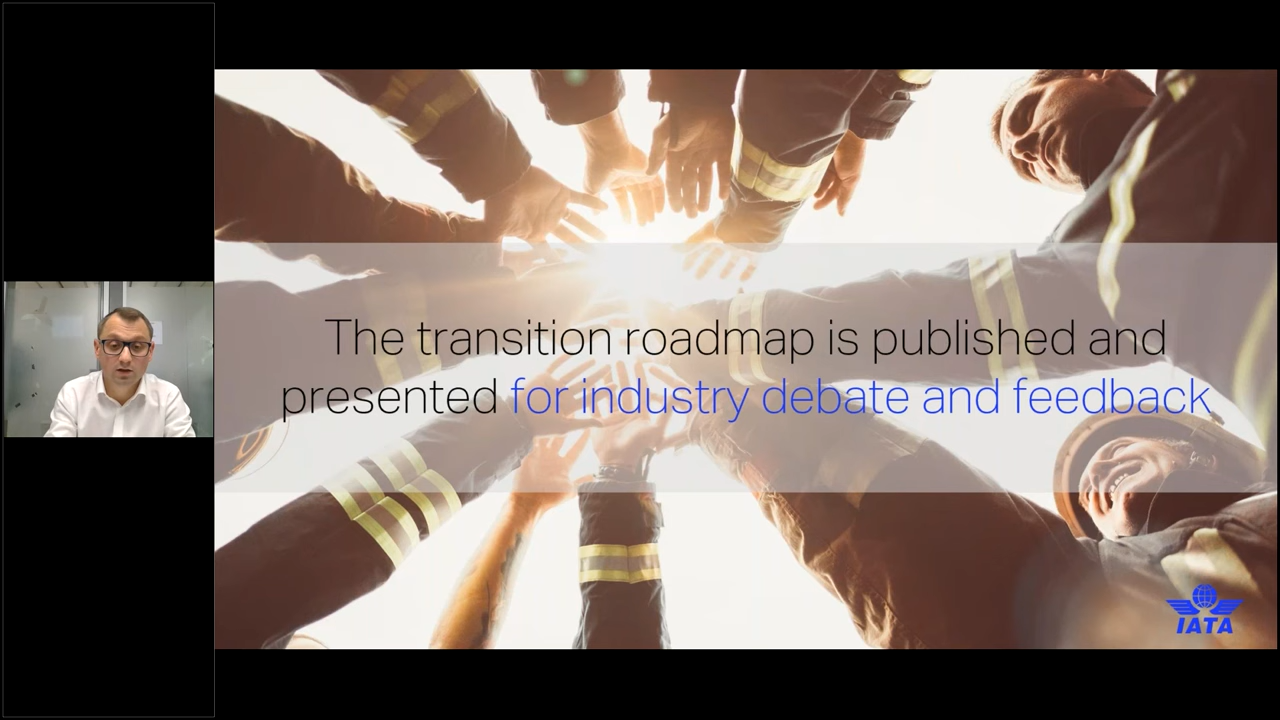 The transition roadmap is published and
presented for industry debate and feedback
IATA